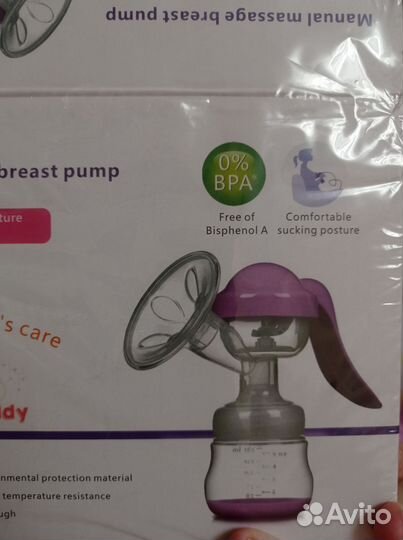 Manual massage breast pump
breast pump
ture
0%
BPA
Free of
Bisphenol A
Comfortable
sucking posture
's care
dy
nmental protection material
temperature resistance
ugh
Avito